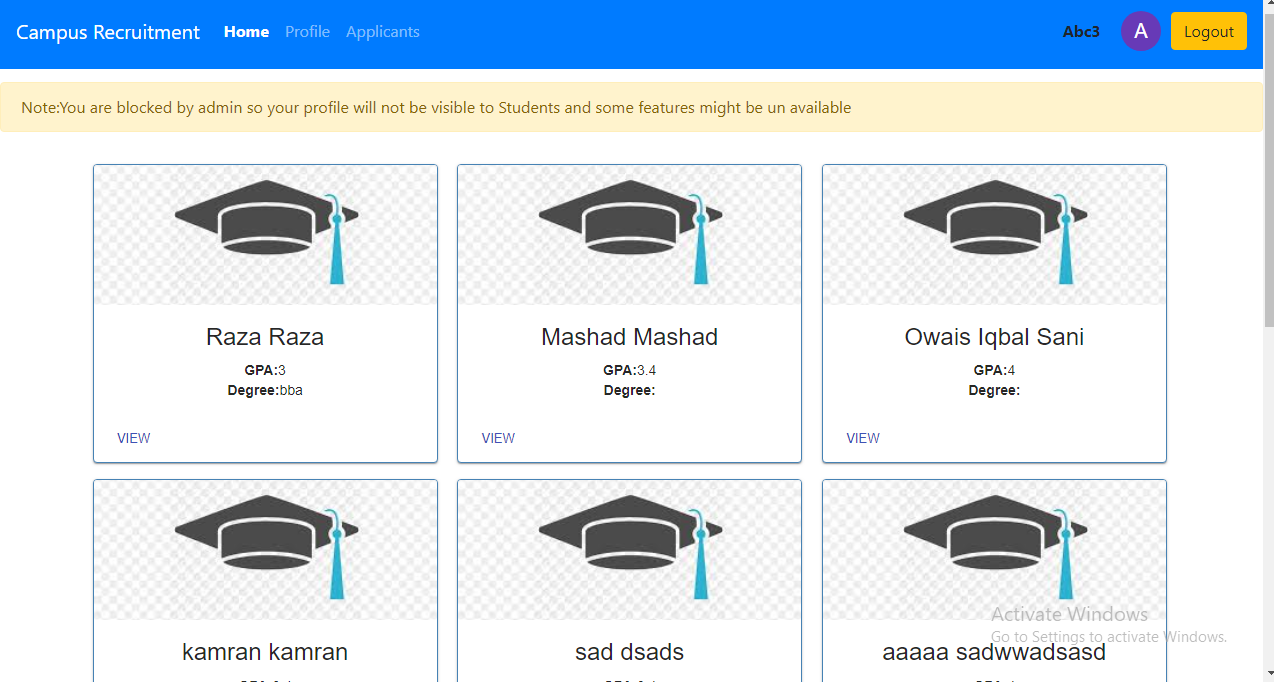 Campus Recruitment Home Profile Applicants Abc3 A Logout
Note:You are blocked by admin so your profile will not be visible to Students and some features might be un available
Raza Raza
GPA:3
Degree:bba
VIEW
Mashad Mashad
GPA:3.4
Degree:
VIEW
Owais Iqbal Sani
GPA:4
Degree:
VIEW
kamran kamran
sad dsads
aaaaa sadwwadsasd
Activate Windows
Go to Settings to activate Windows.